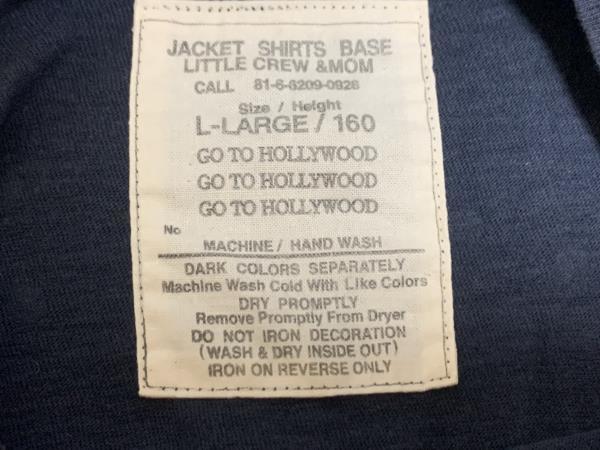 JACKET SHIRTS BASE
LITTLE CREW &MOM
CALL 81-6-6209-0926
Size / Height
L-LARGE / 160
GO TO HOLLYWOOD
GO TO HOLLYWOOD
GO TO HOLLYWOOD
No
MACHINE / HAND WASH
DARK COLORS SEPARATELY
Machine Wash Cold With Like Colors
DRY PROMPTLY
Remove Promptly From Dryer
DO NOT IRON DECORATION
(WASH & DRY INSIDE OUT)
IRON ON REVERSE ONLY